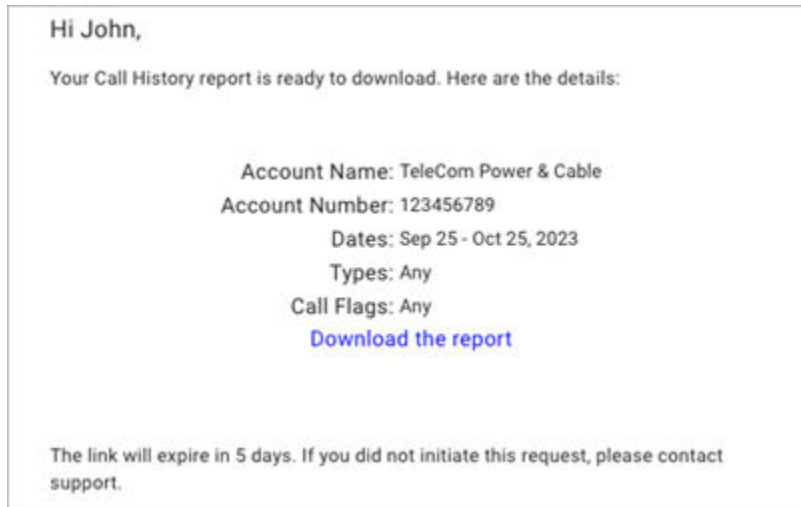 Hi John,
Your Call History report is ready to download. Here are the details:
Account Name: TeleCom Power & Cable
Account Number: 123456789
Dates: Sep 25 - Oct 25, 2023
Types: Any
Call Flags: Any
Download the report
The link will expire in 5 days. If you did not initiate this request, please contact
support.